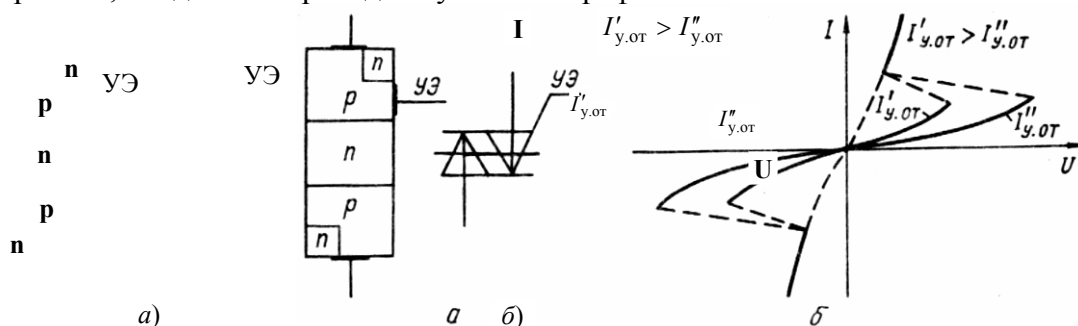 I   I′у.от > I″у.от   I   I′у.от > I″у.от
n   УЭ   УЭ   n   УЭ
p   p   УЭ   I″у.от   I′у.от   I″у.от
n   n   I″у.от   U   U
p   p
n   n
а)   а   б)   б